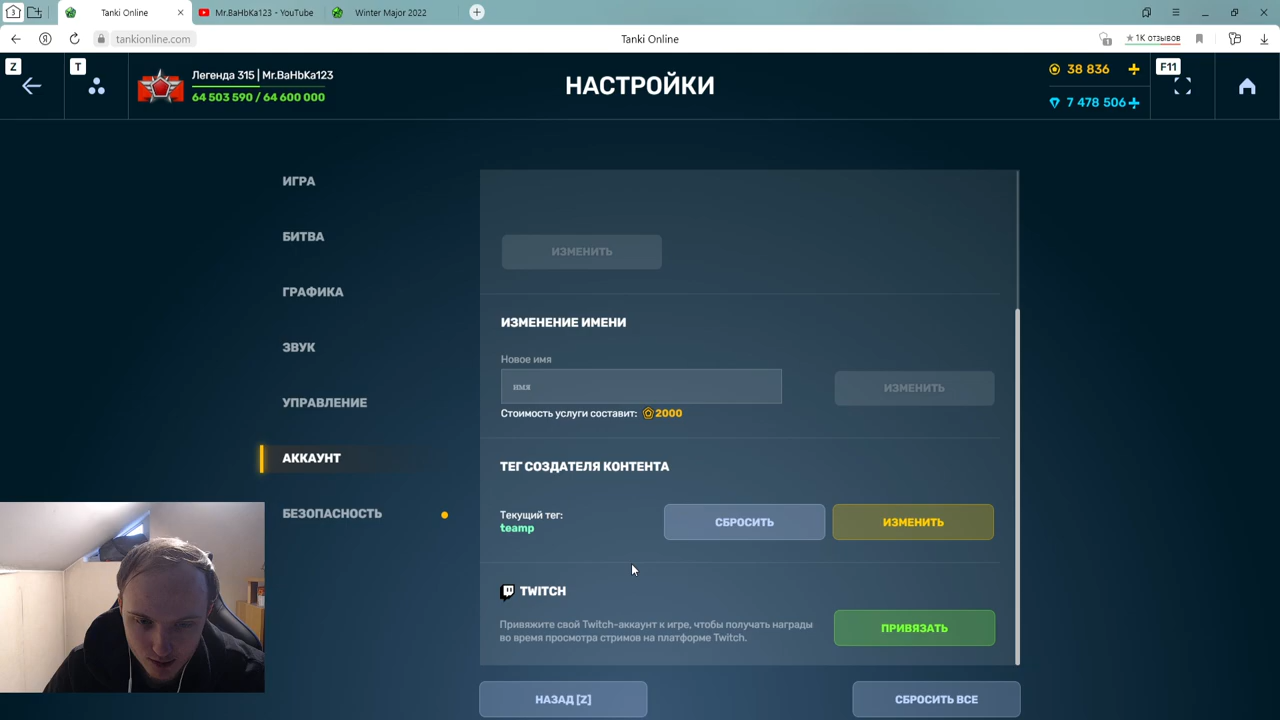 3
Tanki Online
Mr.BaHbKa123 - YouTube
Winter Major 2022
tankionline.com
Tanki Online
1К отзывов
Z
T
Легенда 315 | Mr.BaHbKa123
64 503 590 / 64 600 000
НАСТРОЙКИ
38 836
7 478 506
F11
ИГРА
БИТВА
ГРАФИКА
ЗВУК
УПРАВЛЕНИЕ
АККАУНТ
БЕЗОПАСНОСТЬ
ИЗМЕНИТЬ
ИЗМЕНЕНИЕ ИМЕНИ
Новое имя
имя
ИЗМЕНИТЬ
Стоимость услуги составит: 2000
ТЕГ СОЗДАТЕЛЯ КОНТЕНТА
Текущий тег:
teamp
СБРОСИТЬ
ИЗМЕНИТЬ
TWITCH
Привяжите свой Twitch-аккаунт к игре, чтобы получать награды
во время просмотра стримов на платформе Twitch.
ПРИВЯЗАТЬ
НАЗАД [Z]
СБРОСИТЬ ВСЕ